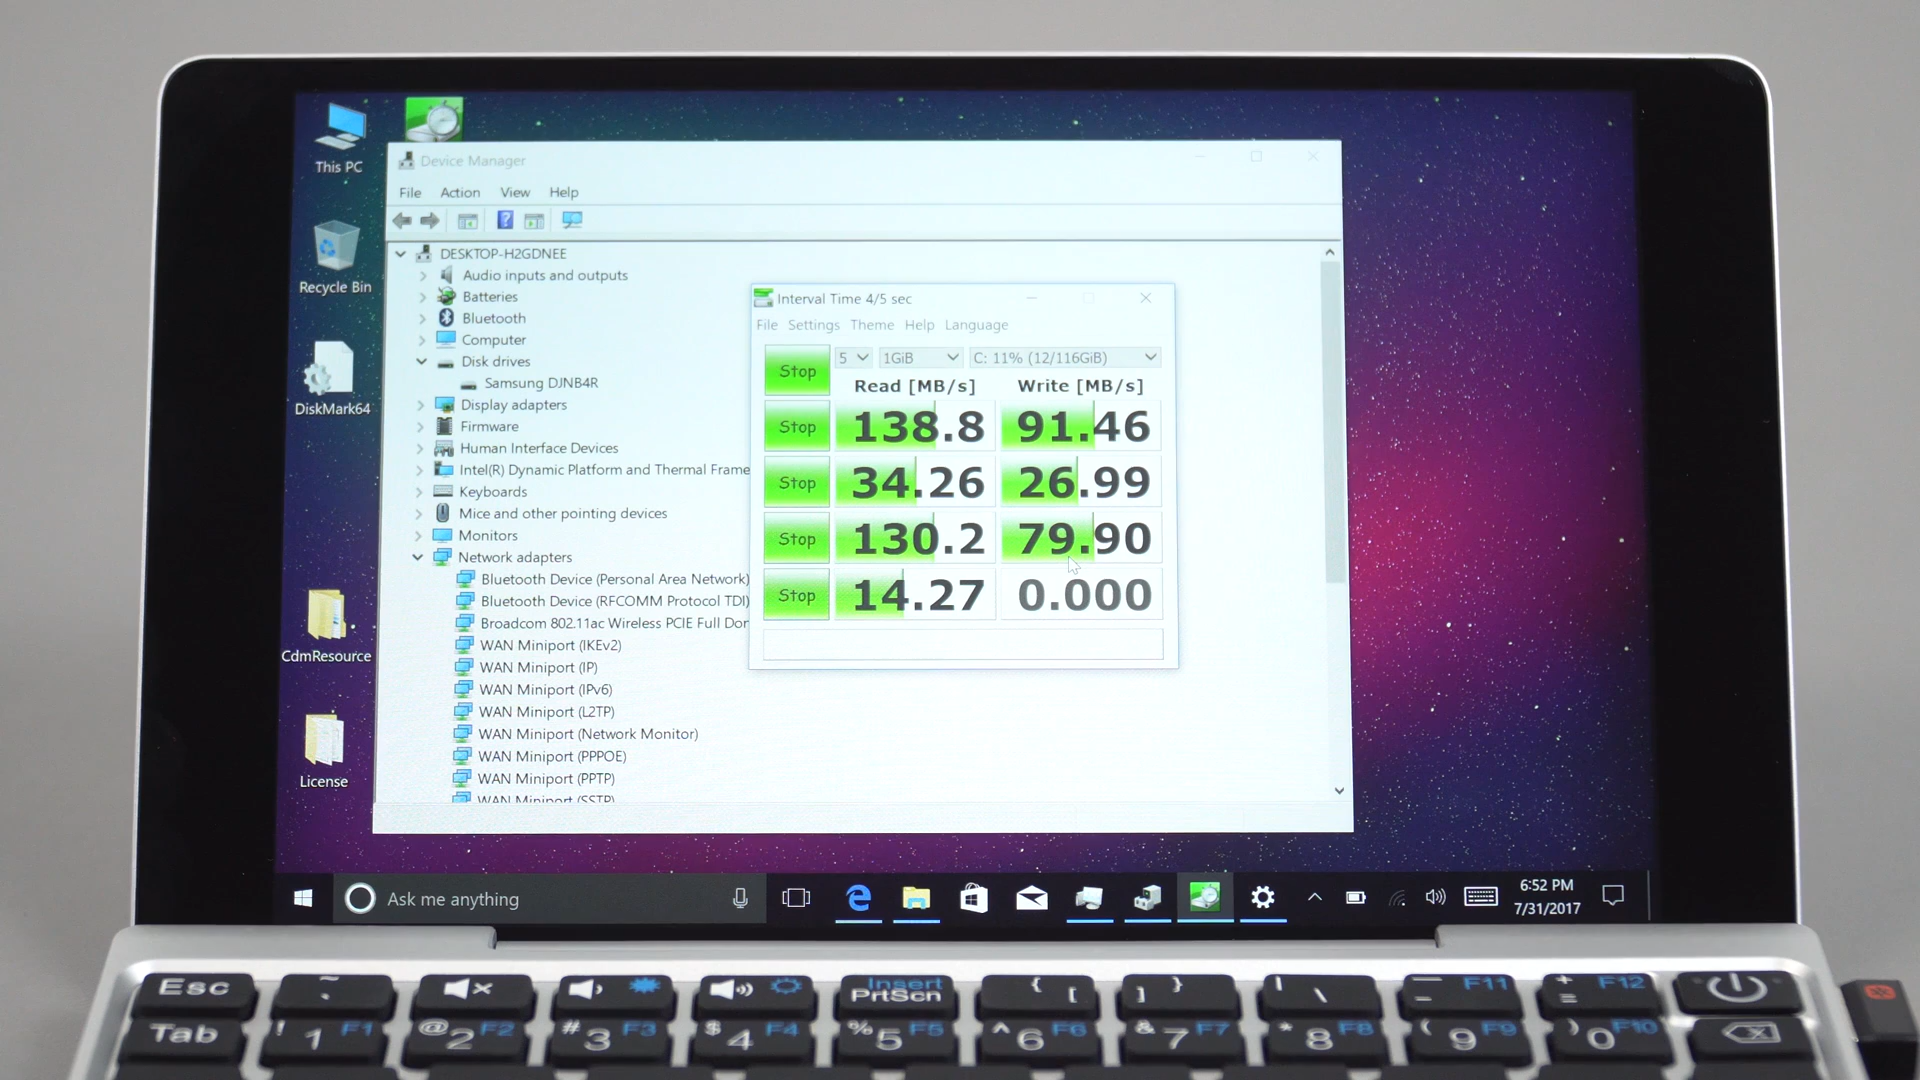 This PC
Recycle Bin
DiskMark64
CdmResource
License
Device Manager
File Action View Help
DESKTOP-H2GDNEE
Audio inputs and outputs
Batteries
Bluetooth
Computer
Disk drives
Samsung DJNB4R
Display adapters
Firmware
Human Interface Devices
Intel(R) Dynamic Platform and Thermal Frame
Keyboards
Mice and other pointing devices
Monitors
Network adapters
Bluetooth Device (Personal Area Network)
Bluetooth Device (RFCOMM Protocol TDI)
Broadcom 802.11ac Wireless PCIE Full Don
WAN Miniport (IKEv2)
WAN Miniport (IP)
WAN Miniport (IPv6)
WAN Miniport (L2TP)
WAN Miniport (Network Monitor)
WAN Miniport (PPPOE)
WAN Miniport (PPTP)
WAN Miniport (SSTP)
Interval Time 4/5 sec
File Settings Theme Help Language
Stop 5 1GiB C: 11% (12/116GiB)
Read [MB/s] Write [MB/s]
Stop 138.8 91.46
Stop 34.26 26.99
Stop 130.2 79.90
Stop 14.27 0.000
Ask me anything
6:52 PM
7/31/2017
Esc ~ ` Insert PrtScn { [ ] } | \ — - F11 + = F12
Tab ! 1 F1 @ 2 F2 # 3 F3 $ 4 F4 % 5 F5 ^ 6 F6 & 7 F7 * 8 F8 ( 9 F9 ) 0 F10